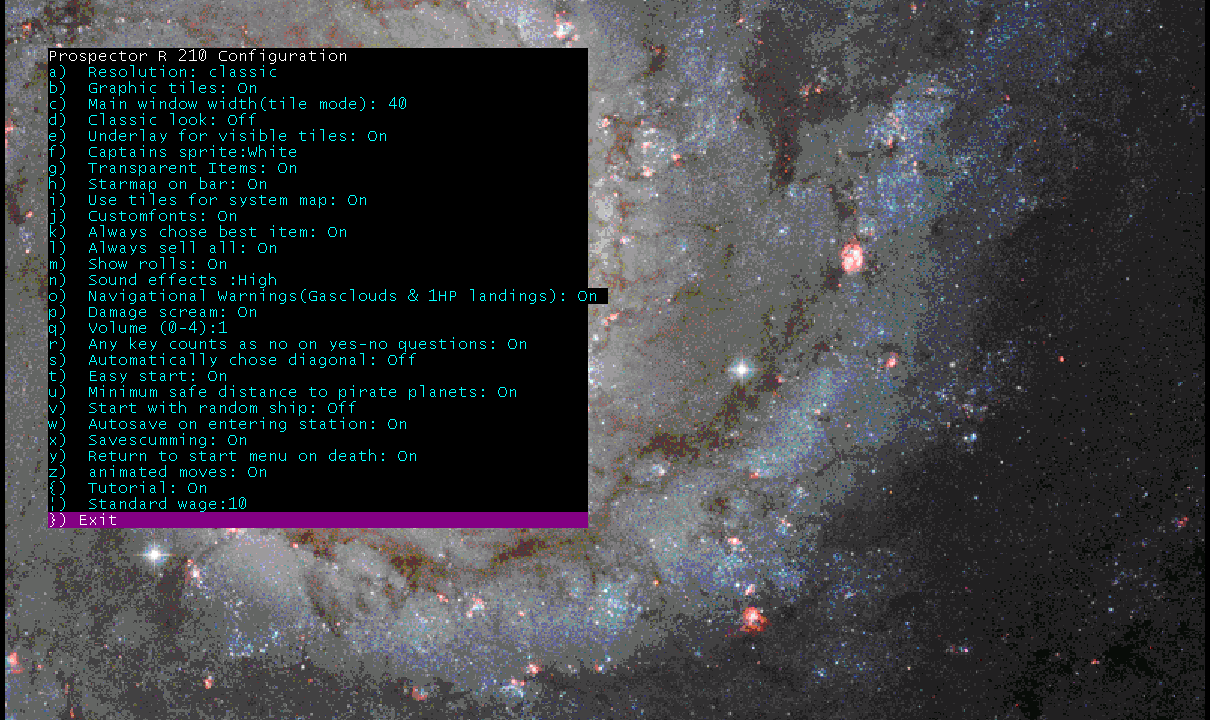 Prospector R 210 Configuration
a) Resolution: classic
b) Graphic tiles: On
c) Main window width(tile mode): 40
d) Classic look: Off
e) Underlay for visible tiles: On
f) Captains sprite:White
g) Transparent Items: On
h) Starmap on bar: On
i) Use tiles for system map: On
j) Customfonts: On
k) Always chose best item: On
l) Always sell all: On
m) Show rolls: On
n) Sound effects :High
o) Navigational Warnings(Gasclouds & 1HP landings): On
p) Damage scream: On
q) Volume (0-4):1
r) Any key counts as no on yes-no questions: On
s) Automatically chose diagonal: Off
t) Easy start: On
u) Minimum safe distance to pirate planets: On
v) Start with random ship: Off
w) Autosave on entering station: On
x) Savescumming: On
y) Return to start menu on death: On
z) animated moves: On
{) Tutorial: On
¦) Standard wage:10
}) Exit